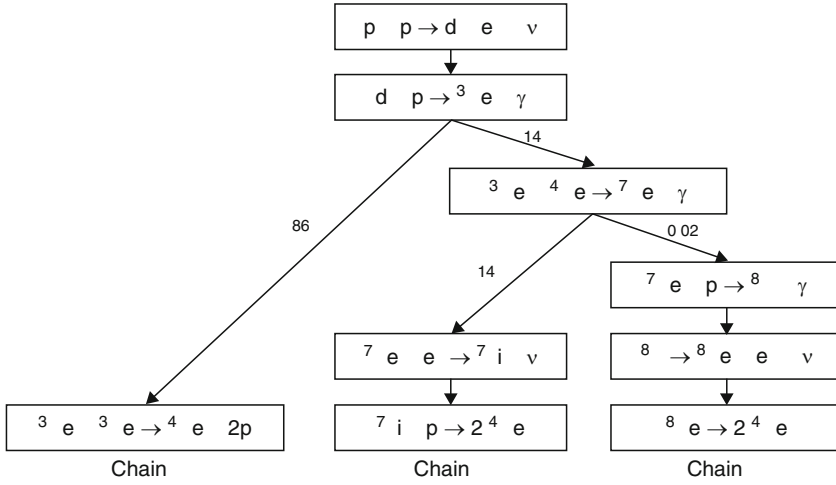 p p → d e ν
d p → ³ e γ
14
³ e ⁴ e → ⁷ e γ
86
14
0 02
⁷ e p → ⁸ γ
⁷ e e → ⁷ i ν
⁸ → ⁸ e e ν
³ e ³ e → ⁴ e 2p
⁷ i p → 2 ⁴ e
⁸ e → 2 ⁴ e
Chain
Chain
Chain